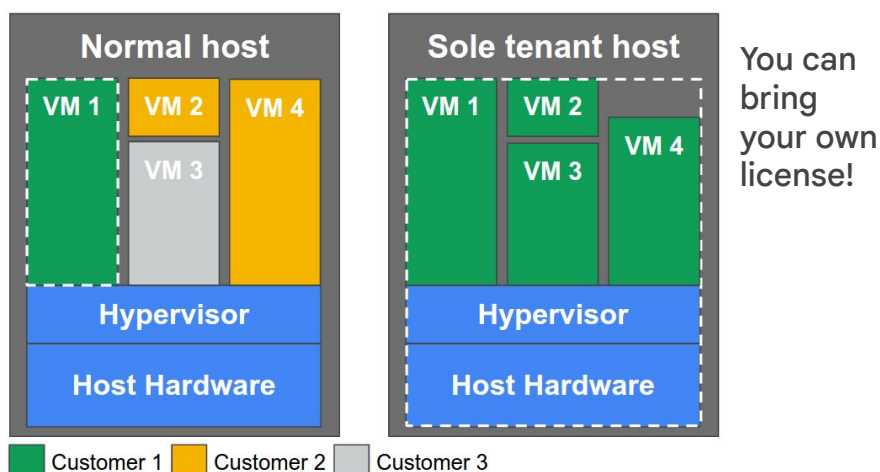 Normal host
VM 1
VM 2
VM 4
VM 3
Hypervisor
Host Hardware
Sole tenant host
VM 1
VM 2
VM 4
VM 3
Hypervisor
Host Hardware
You can
bring
your own
license!
Customer 1
Customer 2
Customer 3